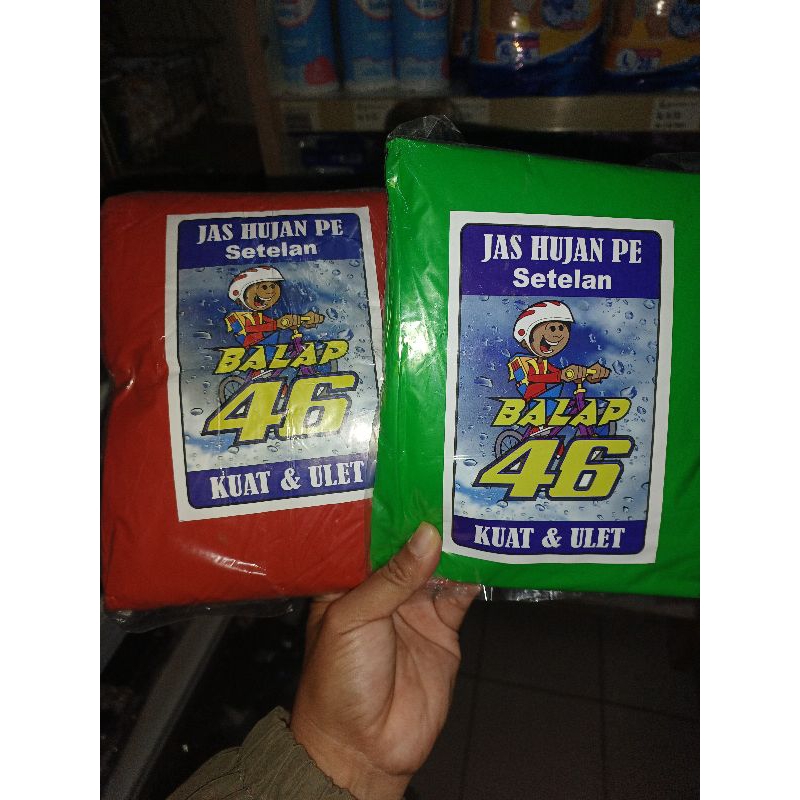 JAS HUJAN PE
Setelan
BALAP
46
KUAT & ULET
JAS HUJAN PE
Setelan
BALAP
46
KUAT & ULET